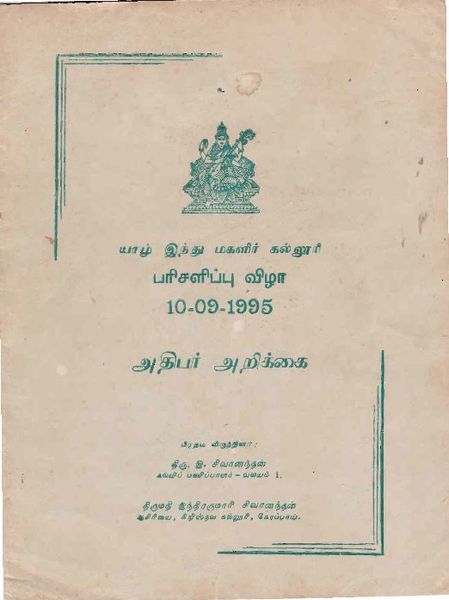 உ
யாழ் இந்து மகளிர் கல்லூரி
பரிசளிப்பு விழா
10-09-1995
அதிபர் அறிக்கை
பிரதம விருந்தினர்:
திரு. இ. சிவானந்தன்
கல்விப் பணிப்பாளர் - வலயம் 1.
திருமதி இந்திரகுமாரி சிவானந்தன்
ஆசிரியை, கிறிஸ்தவ கல்லூரி, கோப்பாய்.